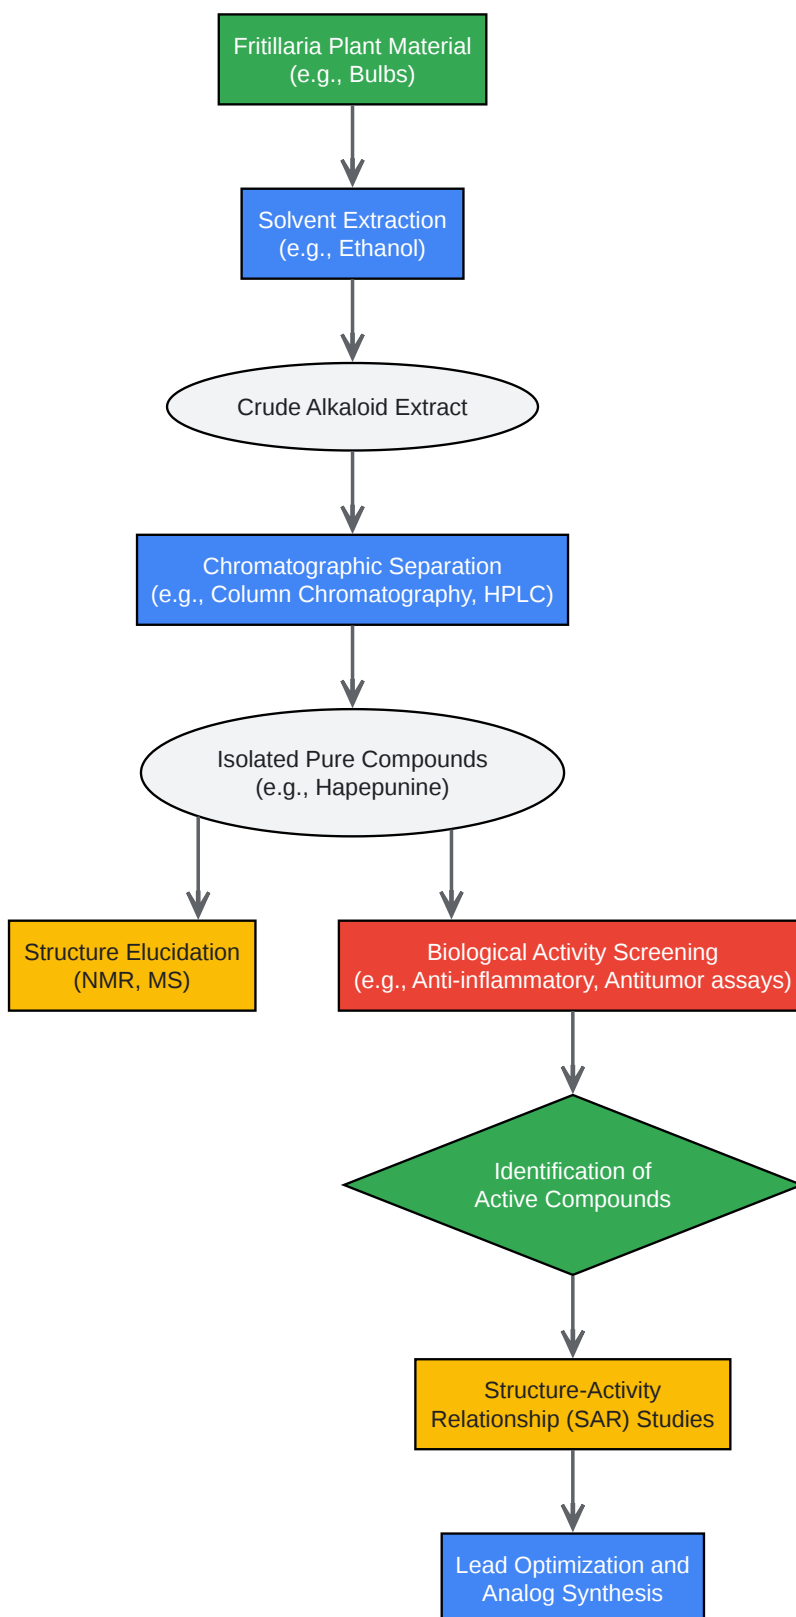 Fritillaria Plant Material
(e.g., Bulbs)
Solvent Extraction
(e.g., Ethanol)
Crude Alkaloid Extract
Chromatographic Separation
(e.g., Column Chromatography, HPLC)
Isolated Pure Compounds
(e.g., Hapepunine)
Structure Elucidation
(NMR, MS)
Biological Activity Screening
(e.g., Anti-inflammatory, Antitumor assays)
Identification of
Active Compounds
Structure-Activity
Relationship (SAR) Studies
Lead Optimization and
Analog Synthesis